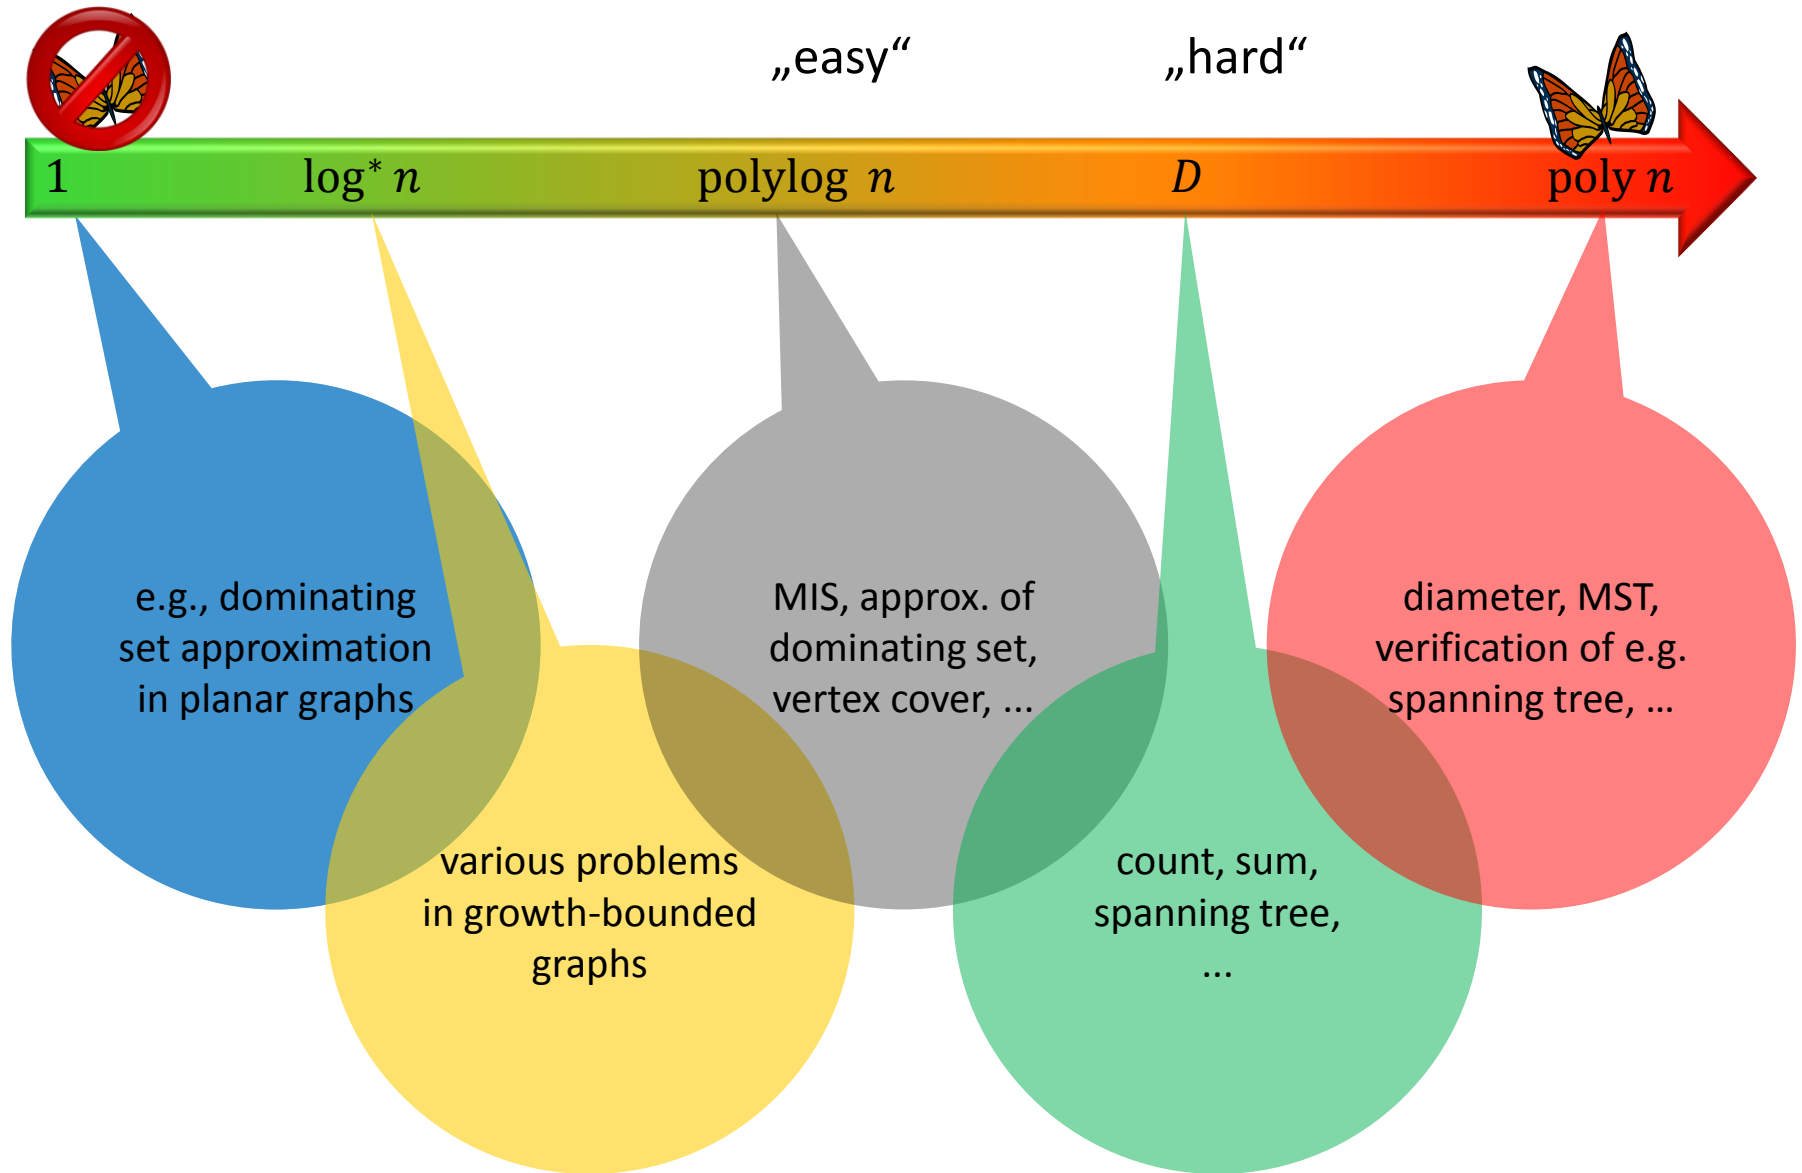 „easy“
„hard“
1
log* n
polylog n
D
poly n
e.g., dominating
set approximation
in planar graphs
various problems
in growth-bounded
graphs
MIS, approx. of
dominating set,
vertex cover, ...
count, sum,
spanning tree,
...
diameter, MST,
verification of e.g.
spanning tree, …